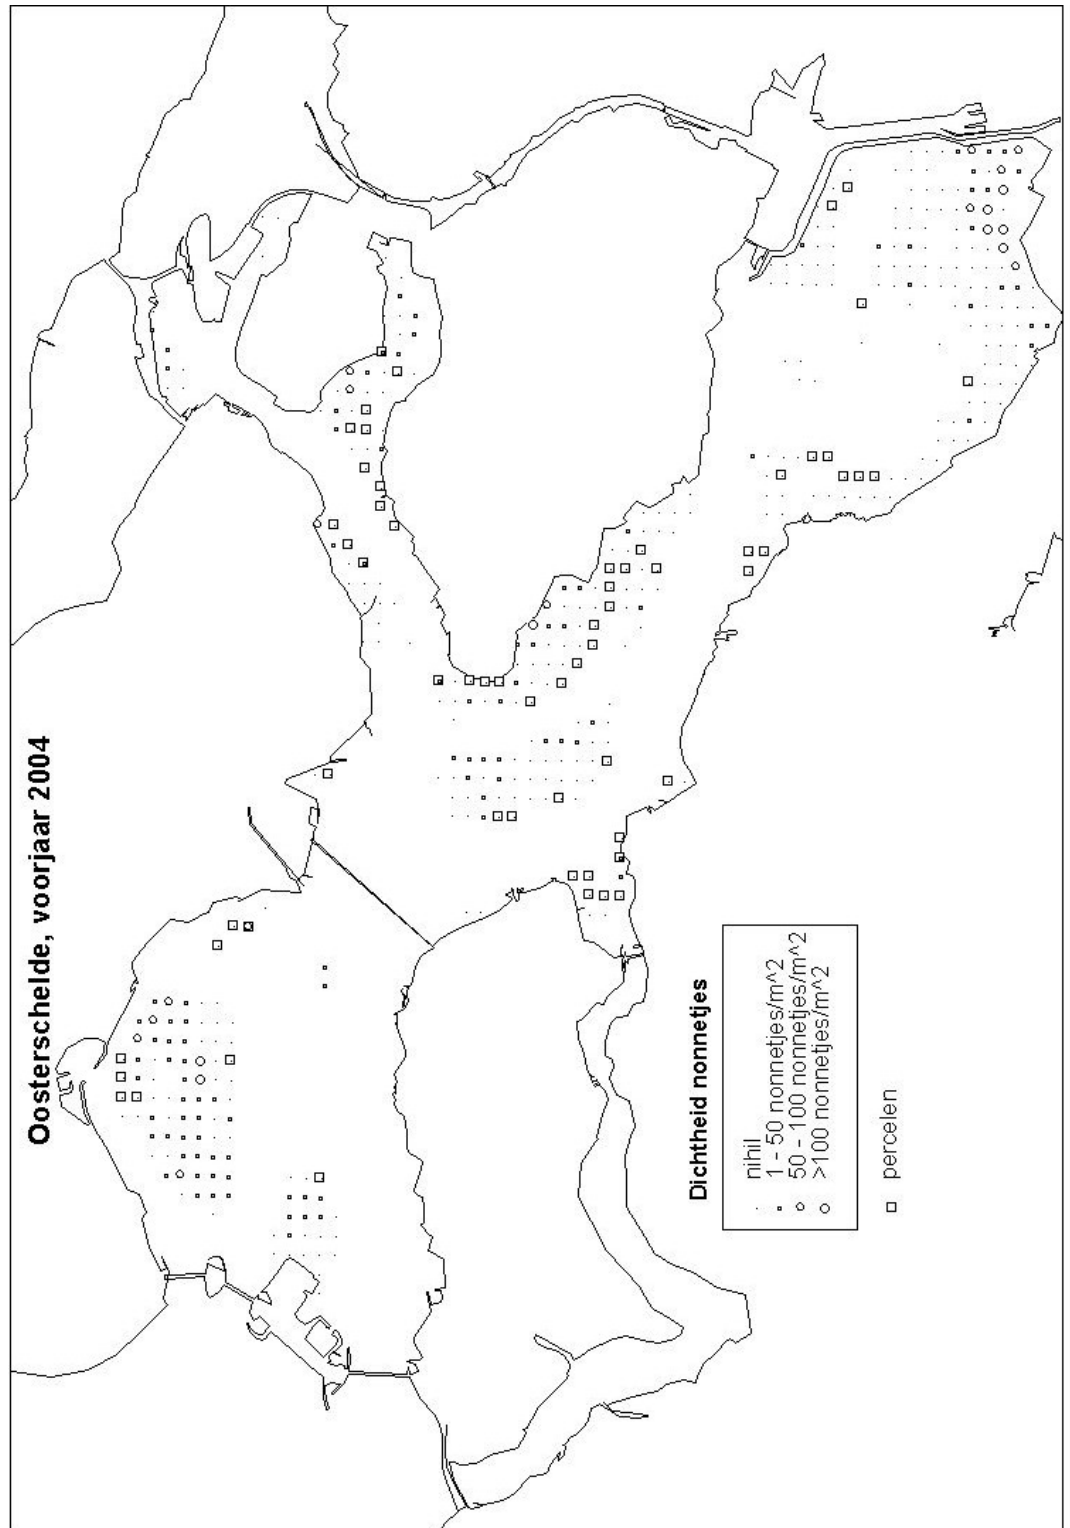 Oosterschelde, voorjaar 2004
Dichtheid nonnetjes
nihil
1 - 50 nonnetjes/m^2
50 - 100 nonnetjes/m^2
>100 nonnetjes/m^2
percelen